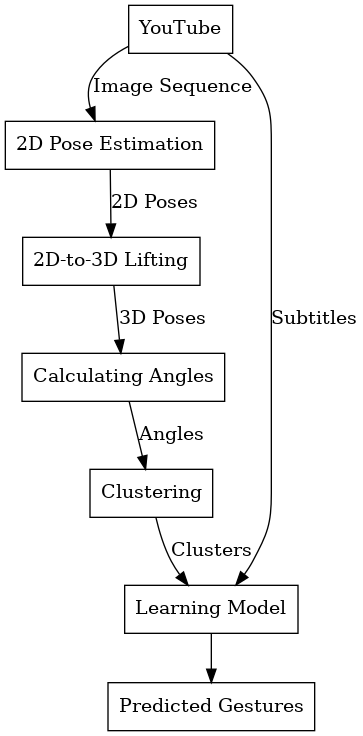 YouTube
Image Sequence
2D Pose Estimation
2D Poses
2D-to-3D Lifting
3D Poses
Subtitles
Calculating Angles
Angles
Clustering
Clusters
Learning Model
Predicted Gestures